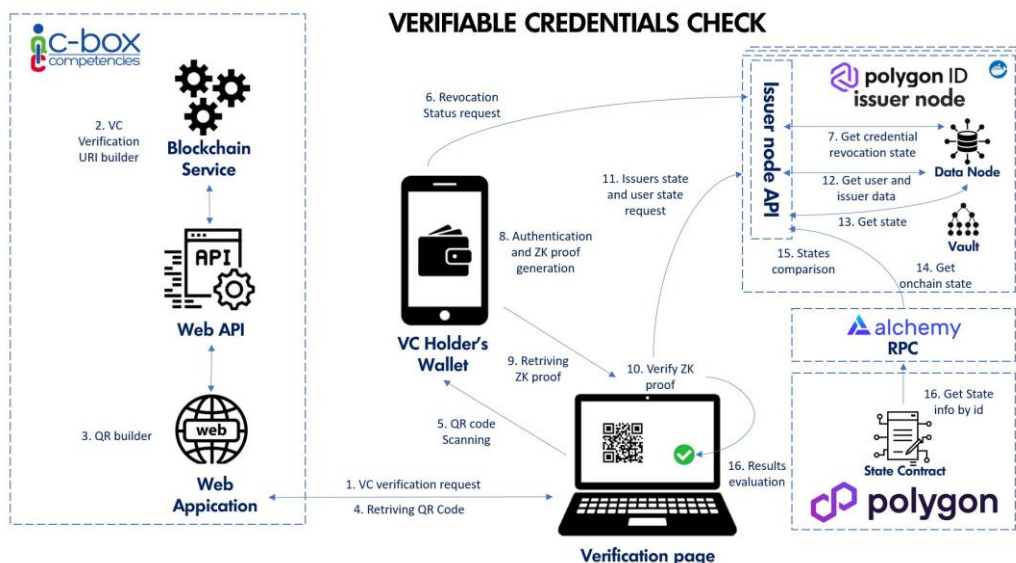 VERIFIABLE CREDENTIALS CHECK
c-box
competencies
2. VC
Verification
URI builder
Blockchain
Service
API
Web API
3. QR builder
web
Web
Appication
1. VC verification request
4. Retriving QR Code
6. Revocation
Status request
8. Authentication
and ZK proof
generation
VC Holder's
Wallet
9. Retriving
ZK proof
5. QR code
Scanning
11. Issuers state
and user state
request
10. Verify ZK
proof
16. Results
evaluation
Verification page
Issuer node API
polygon ID
issuer node
7. Get credential
revocation state
Data Node
12. Get user and
issuer data
13. Get state
Vault
15. States
comparison
14. Get
onchain state
alchemy
RPC
16. Get State
info by id
State Contract
polygon